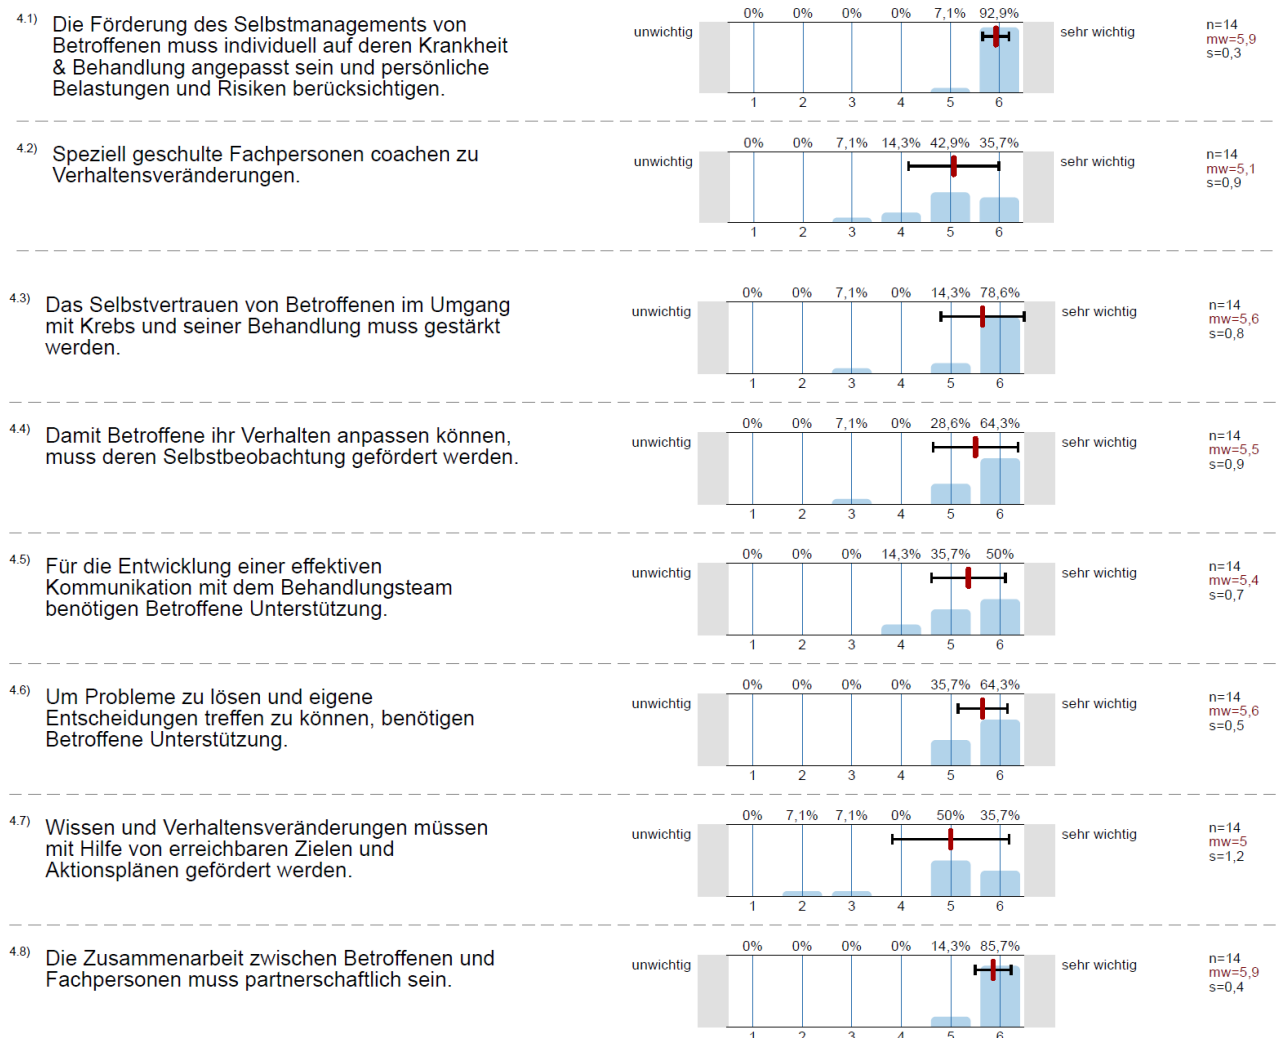 4.1) Die Förderung des Selbstmanagements von
Betroffenen muss individuell auf deren Krankheit
& Behandlung angepasst sein und persönliche
Belastungen und Risiken berücksichtigen.
unwichtig
0% 0% 0% 0% 7,1% 92,9%
1 2 3 4 5 6
sehr wichtig
n=14
mw=5,9
s=0,3
4.2) Speziell geschulte Fachpersonen coachen zu
Verhaltensveränderungen.
unwichtig
0% 0% 7,1% 14,3% 42,9% 35,7%
1 2 3 4 5 6
sehr wichtig
n=14
mw=5,1
s=0,9
4.3) Das Selbstvertrauen von Betroffenen im Umgang
mit Krebs und seiner Behandlung muss gestärkt
werden.
unwichtig
0% 0% 7,1% 0% 14,3% 78,6%
1 2 3 4 5 6
sehr wichtig
n=14
mw=5,6
s=0,8
4.4) Damit Betroffene ihr Verhalten anpassen können,
muss deren Selbstbeobachtung gefördert werden.
unwichtig
0% 0% 7,1% 0% 28,6% 64,3%
1 2 3 4 5 6
sehr wichtig
n=14
mw=5,5
s=0,9
4.5) Für die Entwicklung einer effektiven
Kommunikation mit dem Behandlungsteam
benötigen Betroffene Unterstützung.
unwichtig
0% 0% 0% 14,3% 35,7% 50%
1 2 3 4 5 6
sehr wichtig
n=14
mw=5,4
s=0,7
4.6) Um Probleme zu lösen und eigene
Entscheidungen treffen zu können, benötigen
Betroffene Unterstützung.
unwichtig
0% 0% 0% 0% 35,7% 64,3%
1 2 3 4 5 6
sehr wichtig
n=14
mw=5,6
s=0,5
4.7) Wissen und Verhaltensveränderungen müssen
mit Hilfe von erreichbaren Zielen und
Aktionsplänen gefördert werden.
unwichtig
0% 7,1% 7,1% 0% 50% 35,7%
1 2 3 4 5 6
sehr wichtig
n=14
mw=5
s=1,2
4.8) Die Zusammenarbeit zwischen Betroffenen und
Fachpersonen muss partnerschaftlich sein.
unwichtig
0% 0% 0% 0% 14,3% 85,7%
1 2 3 4 5 6
sehr wichtig
n=14
mw=5,9
s=0,4